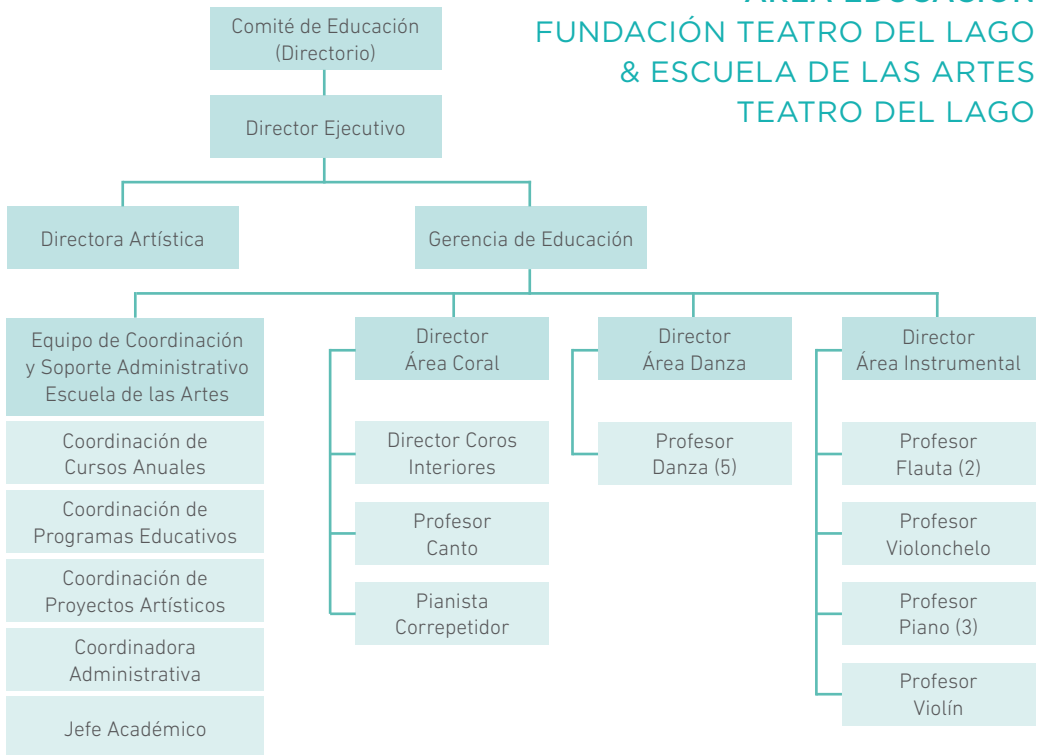 ÁREA EDUCACIÓN
FUNDACIÓN TEATRO DEL LAGO
& ESCUELA DE LAS ARTES
TEATRO DEL LAGO
Comité de Educación
(Directorio)
Director Ejecutivo
Directora Artística
Gerencia de Educación
Equipo de Coordinación
y Soporte Administrativo
Escuela de las Artes
Coordinación de
Cursos Anuales
Coordinación de
Programas Educativos
Coordinación de
Proyectos Artísticos
Coordinadora
Administrativa
Jefe Académico
Director
Área Coral
Director Coros
Interiores
Profesor
Canto
Pianista
Correpetidor
Director
Área Danza
Profesor
Danza (5)
Director
Área Instrumental
Profesor
Flauta (2)
Profesor
Violonchelo
Profesor
Piano (3)
Profesor
Violín